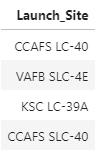 Launch_Site
CCAFS LC-40
VAFB SLC-4E
KSC LC-39A
CCAFS SLC-40